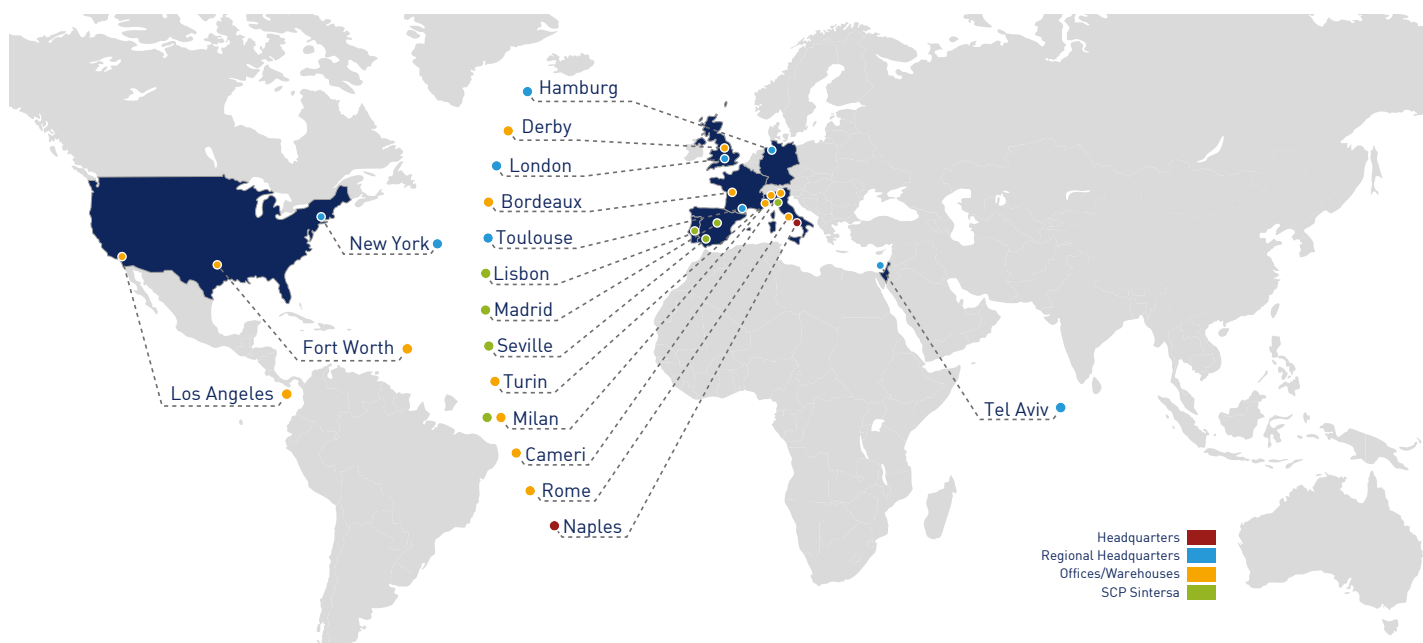 Hamburg
Derby
London
Bordeaux
Toulouse
Lisbon
Madrid
Seville
Turin
Milan
Cameri
Rome
Naples
New York
Fort Worth
Los Angeles
Tel Aviv
Headquarters
Regional Headquarters
Offices/Warehouses
SCP Sintersa